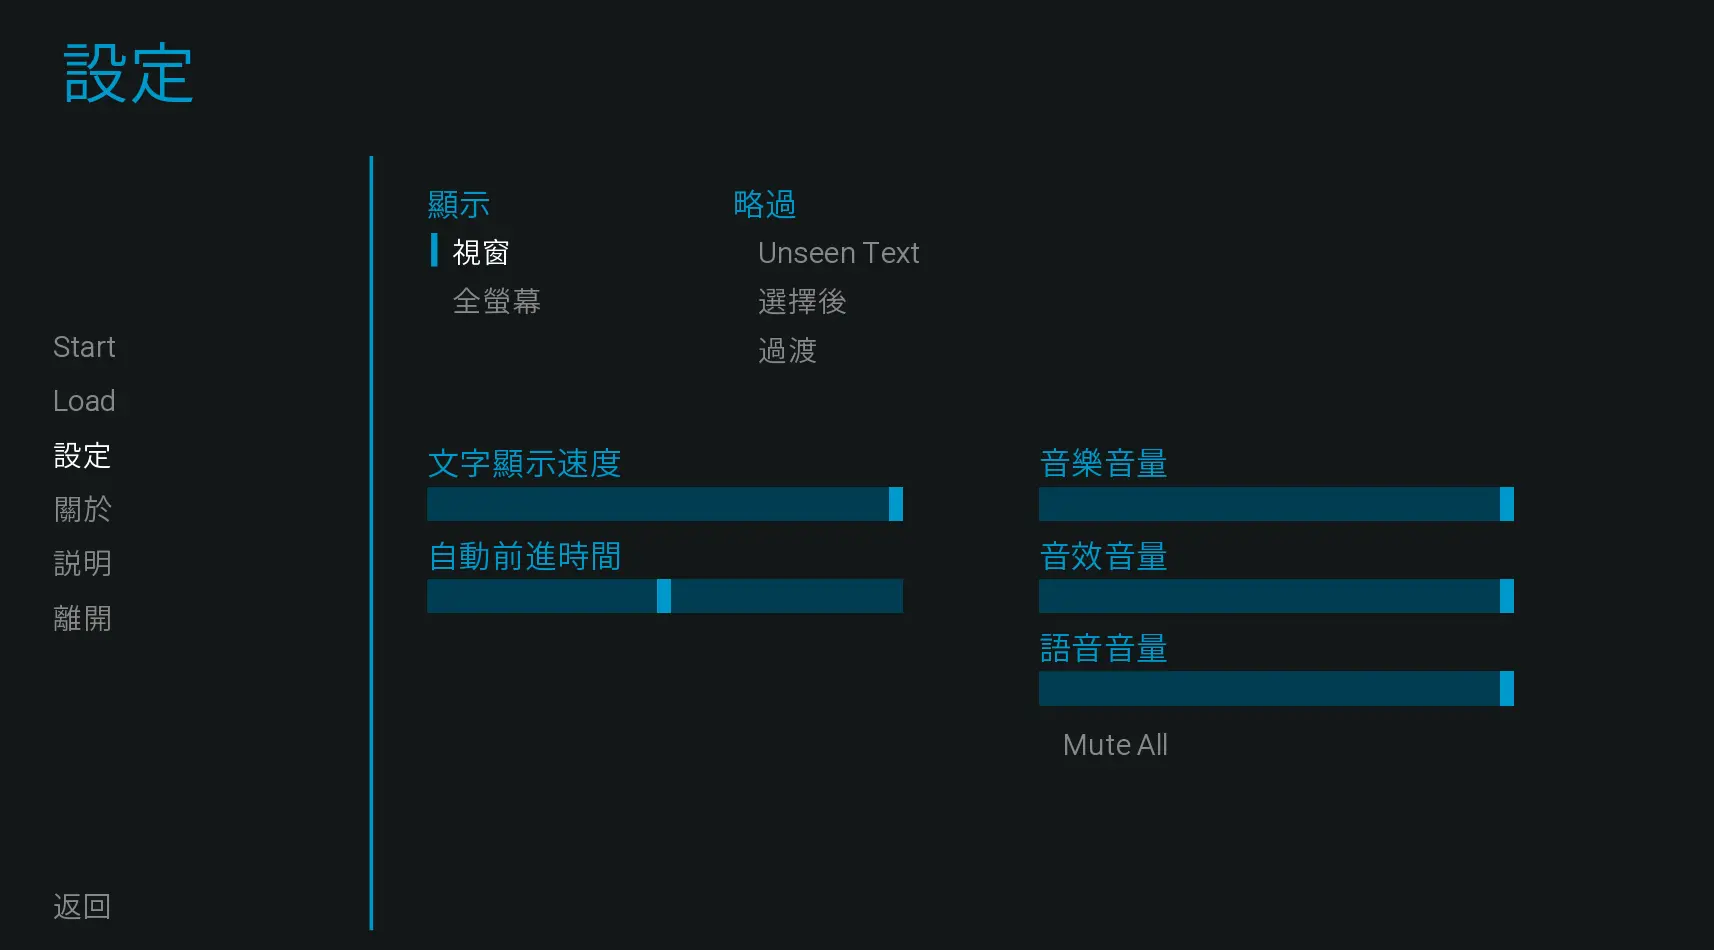 設定
Start
Load
設定
關於
説明
離開
返回
顯示
視窗
全螢幕
略過
Unseen Text
選擇後
過渡
文字顯示速度
自動前進時間
音樂音量
音效音量
語音音量
Mute All